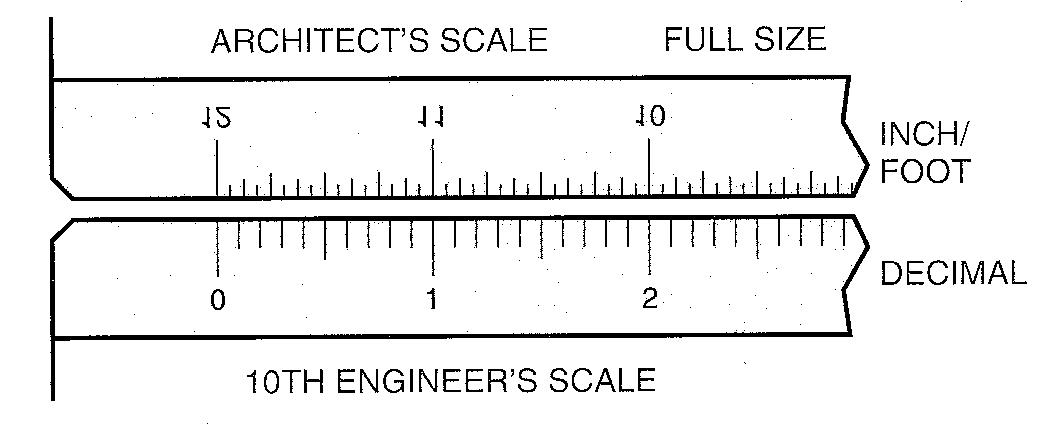 ARCHITECT'S SCALE FULL SIZE
12 11 10
INCH/
FOOT
0 1 2
DECIMAL
10TH ENGINEER'S SCALE